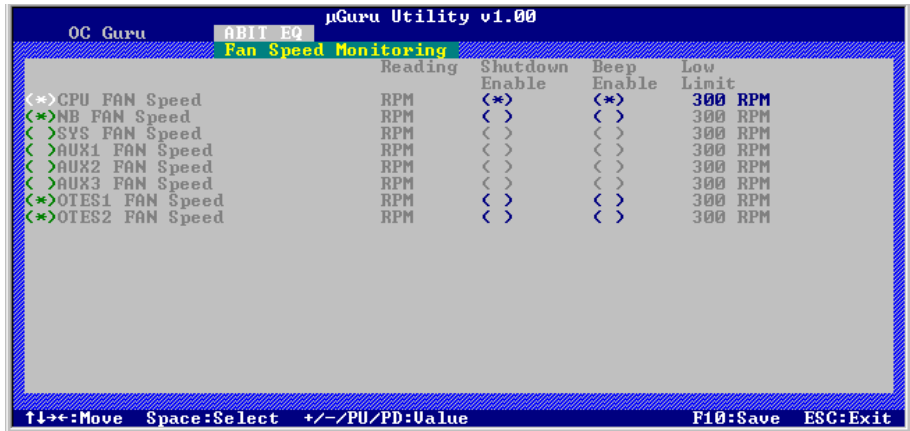 µGuru Utility v1.00
OC Guru ABIT EQ
Fan Speed Monitoring
Reading Shutdown Beep Low
Enable Enable Limit
(*)CPU FAN Speed RPM (*) (*) 300 RPM
(*)NB FAN Speed RPM ( ) ( ) 300 RPM
( )SYS FAN Speed RPM ( ) ( ) 300 RPM
( )AUX1 FAN Speed RPM ( ) ( ) 300 RPM
( )AUX2 FAN Speed RPM ( ) ( ) 300 RPM
( )AUX3 FAN Speed RPM ( ) ( ) 300 RPM
(*)OTES1 FAN Speed RPM ( ) ( ) 300 RPM
(*)OTES2 FAN Speed RPM ( ) ( ) 300 RPM
↑↓→←:Move Space:Select +/-/PU/PD:Value F10:Save ESC:Exit